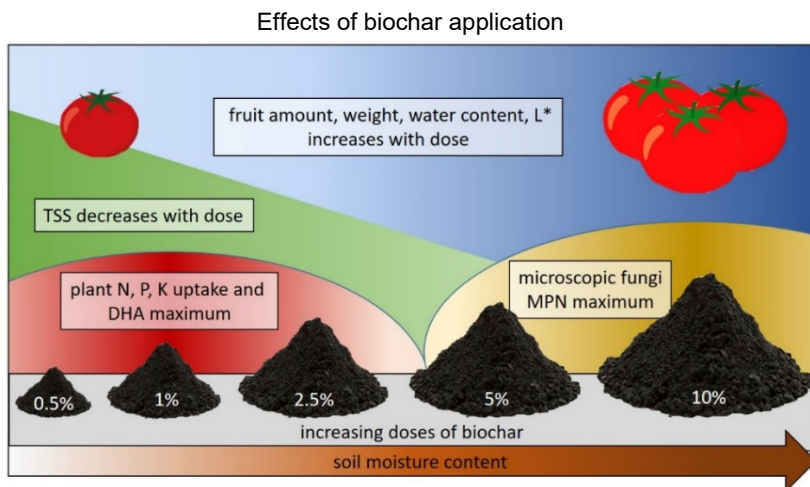 Effects of biochar application
fruit amount, weight, water content, L*
increases with dose
TSS decreases with dose
plant N, P, K uptake and
DHA maximum
microscopic fungi
MPN maximum
0.5%
1%
2.5%
5%
10%
increasing doses of biochar
soil moisture content